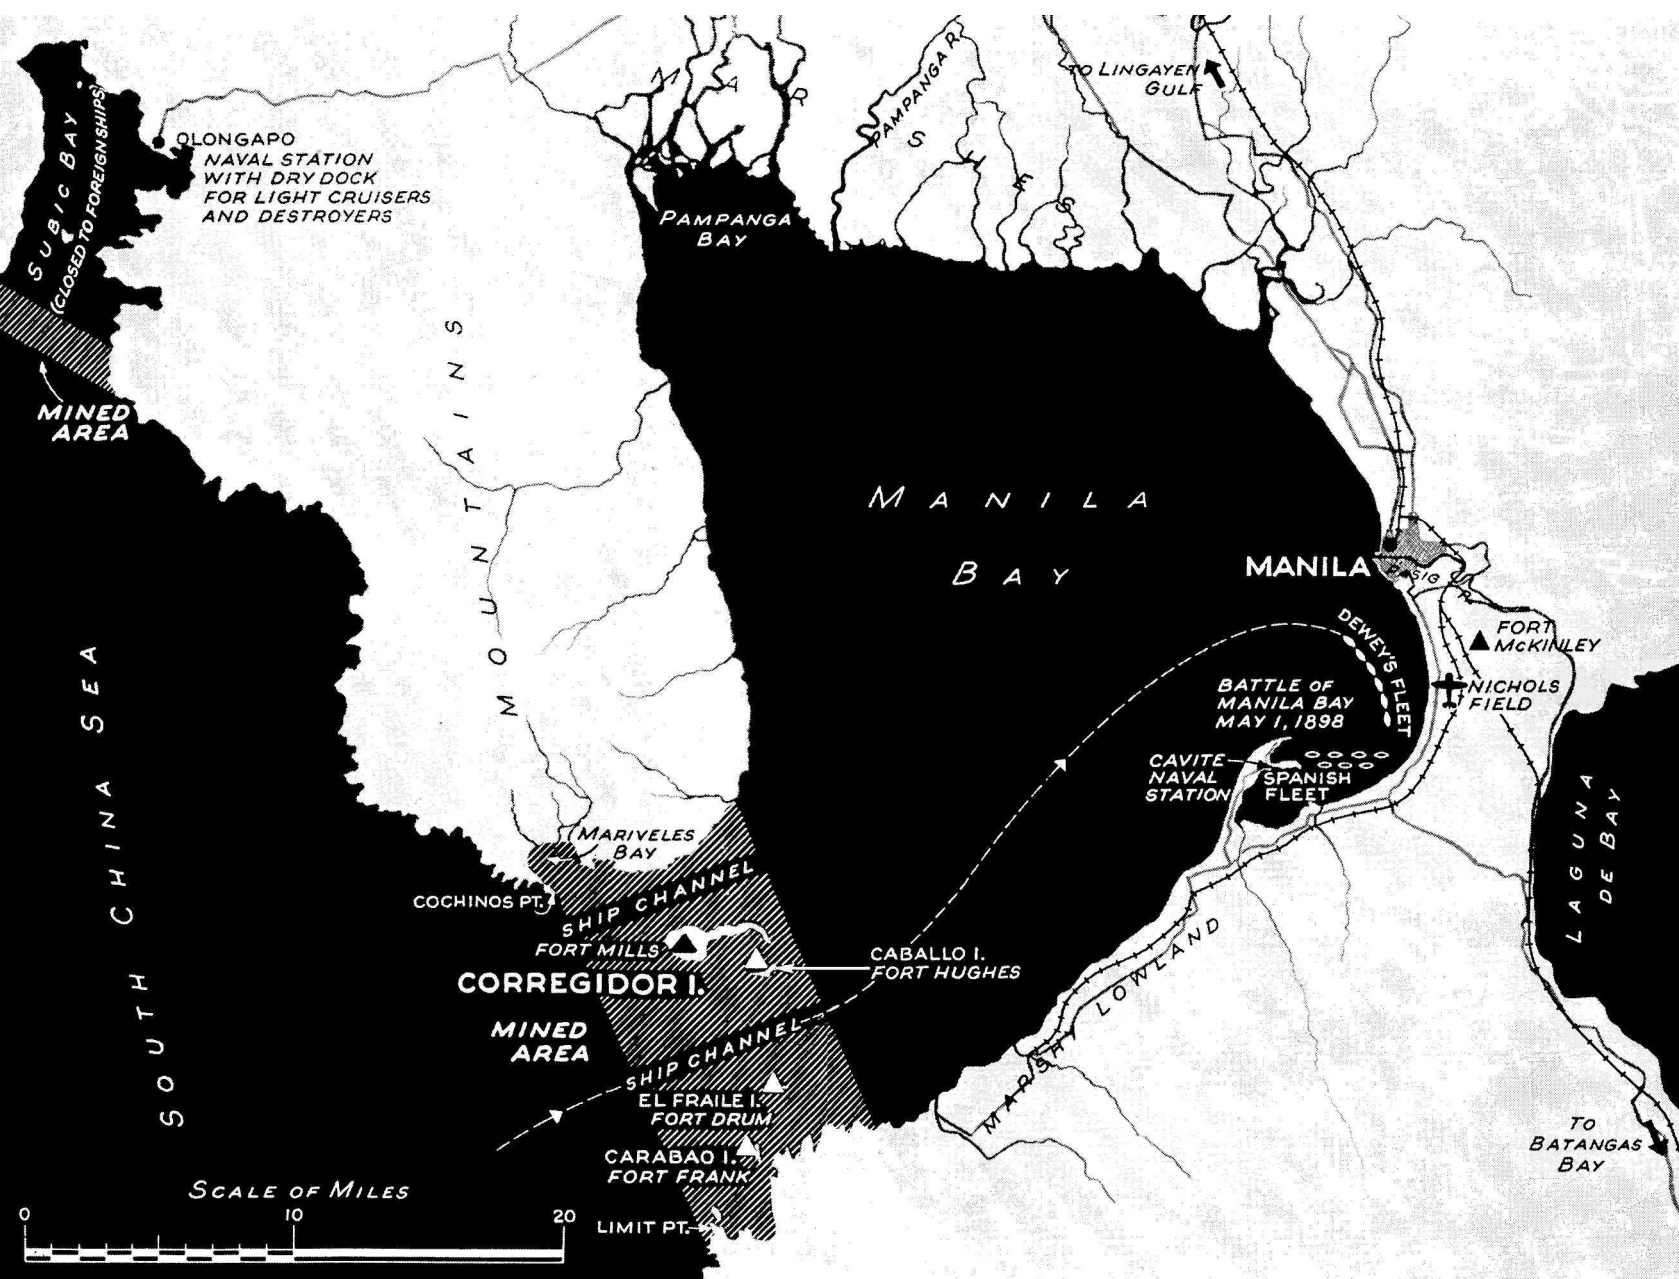 TO LINGAYEN
GULF
PAMPANGA R.
MARSHES
SUBIC BAY
(CLOSED TO FOREIGN SHIPS)
OLONGAPO
NAVAL STATION
WITH DRY DOCK
FOR LIGHT CRUISERS
AND DESTROYERS
PAMPANGA
BAY
MINED
AREA
MOUNTAINS
MANILA
BAY
MANILA
PASIG R.
DEWEY'S FLEET
FORT
MCKINLEY
NICHOLS
FIELD
BATTLE OF
MANILA BAY
MAY 1, 1898
CAVITE
NAVAL
STATION
SPANISH
FLEET
LAGUNA
DE BAY
SOUTH CHINA SEA
MARIVELES
BAY
COCHINOS PT.
SHIP CHANNEL
FORT MILLS
CORREGIDOR I.
CABALLO I.
FORT HUGHES
MINED
AREA
SHIP CHANNEL
EL FRAILE I.
FORT DRUM
CARABAO I.
FORT FRANK
LIMIT PT.
MARSHY LOWLAND
TO
BATANGAS
BAY
SCALE OF MILES
0 10 20